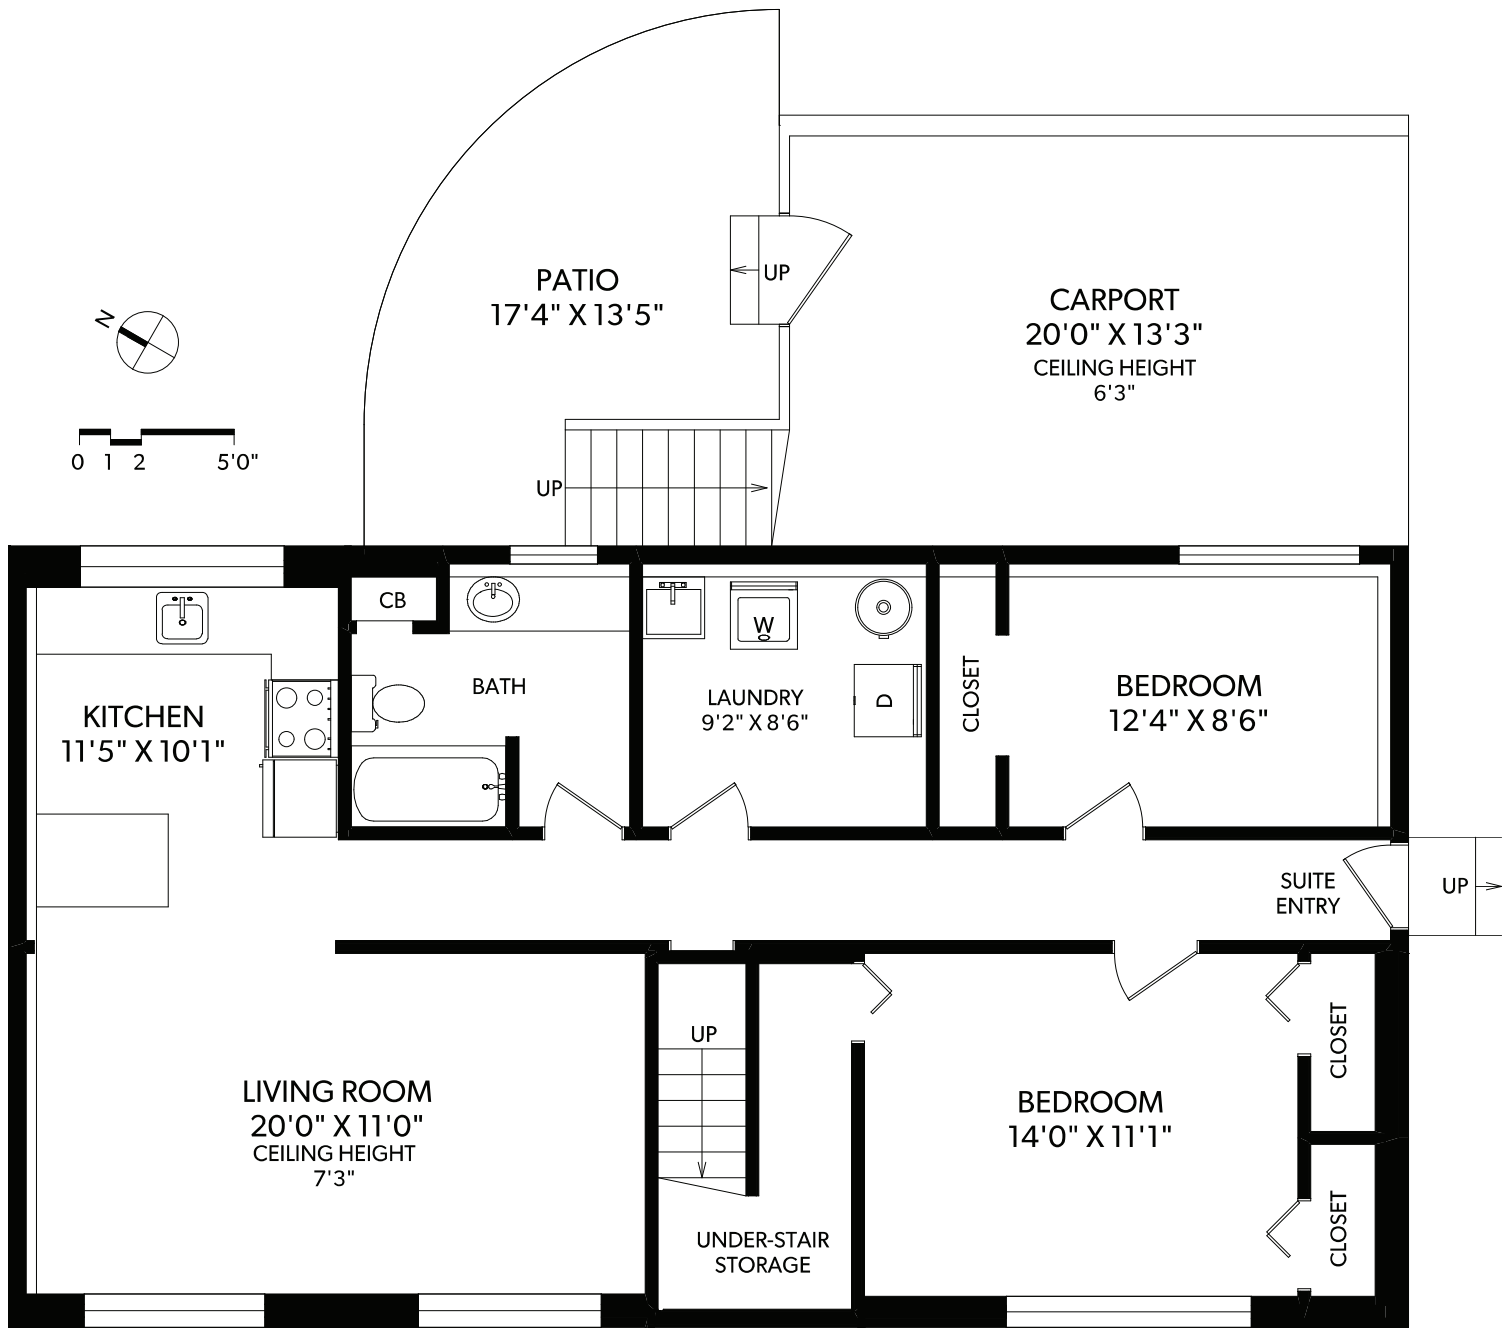 PATIO
17'4" X 13'5"
UP
CARPORT
20'0" X 13'3"
CEILING HEIGHT
6'3"
N
0 1 2 5'0"
UP
CB
BATH
W
LAUNDRY
9'2" X 8'6"
D
CLOSET
BEDROOM
12'4" X 8'6"
KITCHEN
11'5" X 10'1"
SUITE
ENTRY
UP
UP
LIVING ROOM
20'0" X 11'0"
CEILING HEIGHT
7'3"
UNDER-STAIR
STORAGE
BEDROOM
14'0" X 11'1"
CLOSET
CLOSET